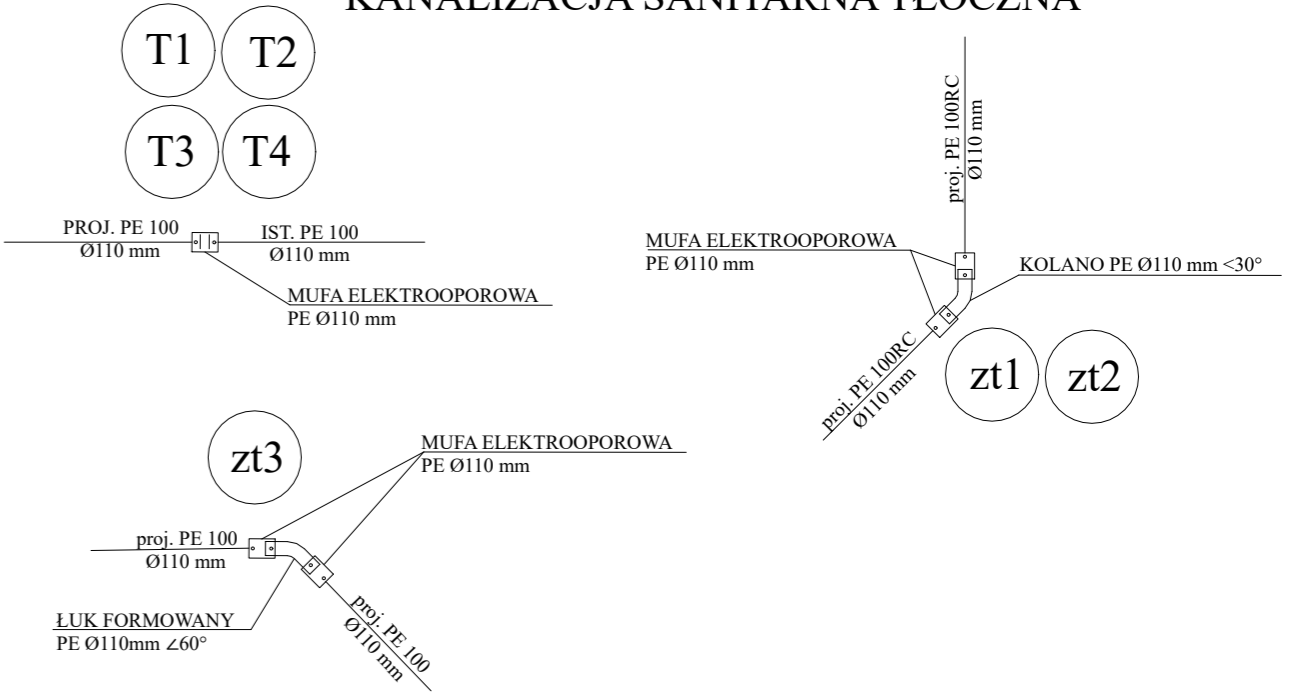 KANALIZACJA SANITARNA TŁOCZNA
T1
T2
T3
T4
PROJ. PE 100
Ø110 mm
IST. PE 100
Ø110 mm
MUFA ELEKTROOPOROWA
PE Ø110 mm
proj. PE 100RC
Ø110 mm
MUFA ELEKTROOPOROWA
PE Ø110 mm
KOLANO PE Ø110 mm <30°
proj. PE 100RC
Ø110 mm
zt1
zt2
zt3
MUFA ELEKTROOPOROWA
PE Ø110 mm
proj. PE 100
Ø110 mm
ŁUK FORMOWANY
PE Ø110mm ∠60°
proj. PE 100
Ø110 mm